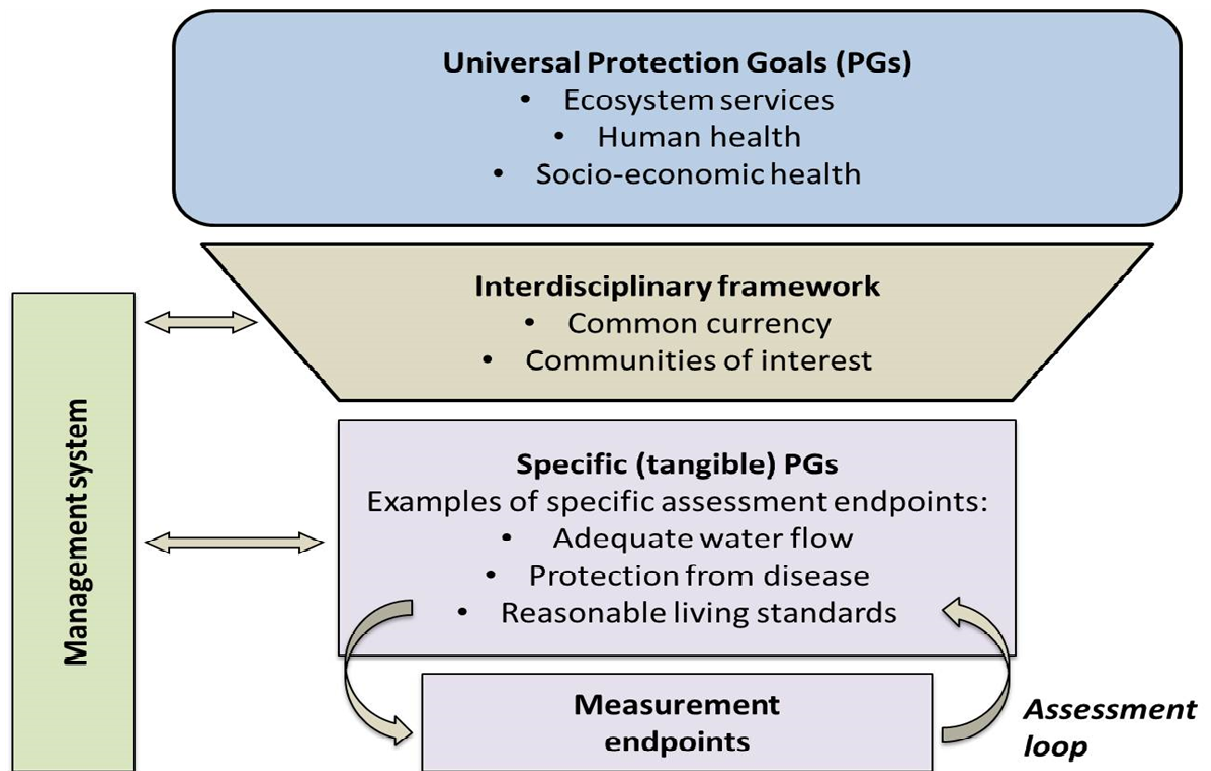 Universal Protection Goals (PGs)
• Ecosystem services
• Human health
• Socio-economic health
Interdisciplinary framework
• Common currency
• Communities of interest
Management system
Specific (tangible) PGs
Examples of specific assessment endpoints:
• Adequate water flow
• Protection from disease
• Reasonable living standards
Measurement
endpoints
Assessment
loop